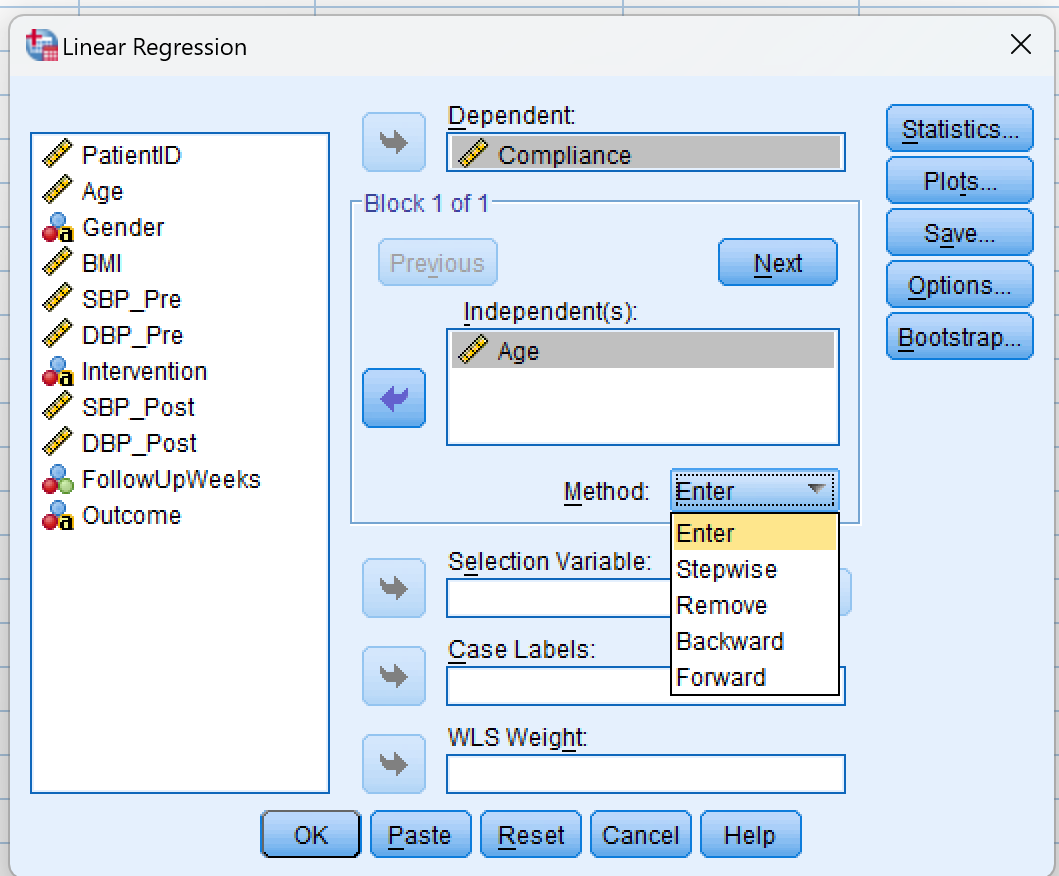 Linear Regression
PatientID
Age
Gender
BMI
SBP_Pre
DBP_Pre
Intervention
SBP_Post
DBP_Post
FollowUpWeeks
Outcome
Dependent:
Compliance
Block 1 of 1
Previous
Next
Independent(s):
Age
Method:
Enter
Enter
Stepwise
Remove
Backward
Forward
Selection Variable:
Case Labels:
WLS Weight:
Statistics...
Plots...
Save...
Options...
Bootstrap...
OK
Paste
Reset
Cancel
Help